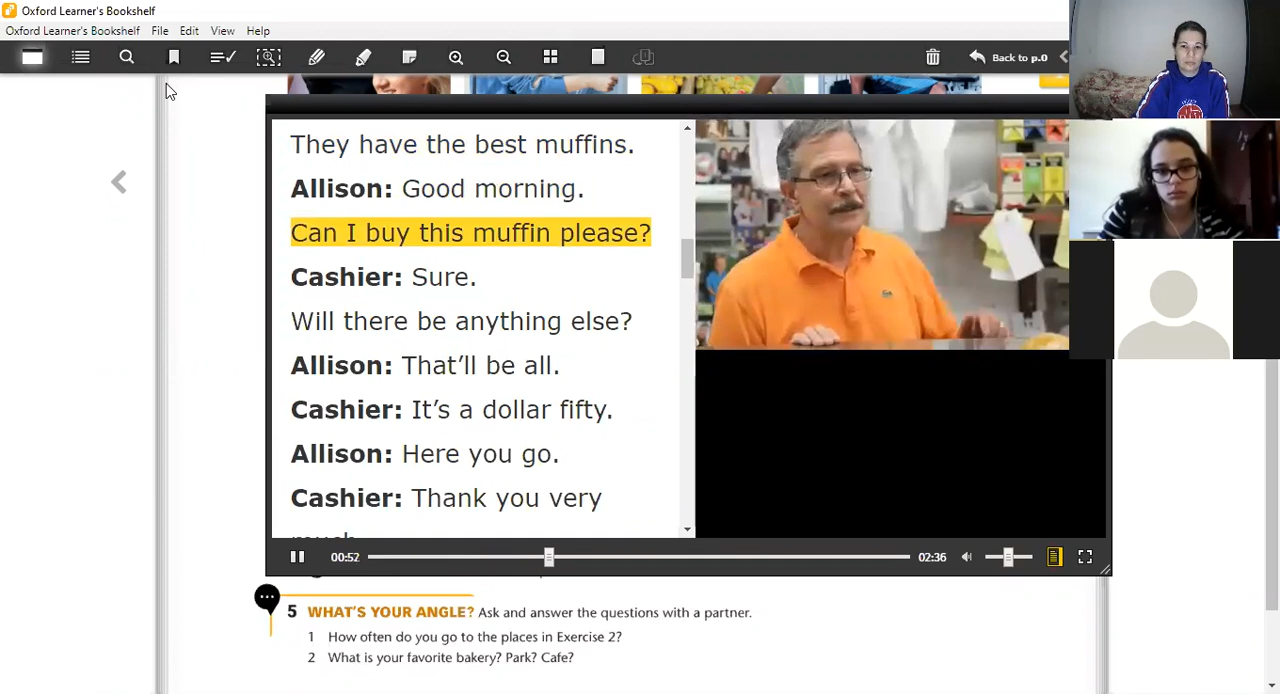 Oxford Learner's Bookshelf
Oxford Learner's Bookshelf File Edit View Help
Back to p.0
They have the best muffins.
Allison: Good morning.
Can I buy this muffin please?
Cashier: Sure.
Will there be anything else?
Allison: That'll be all.
Cashier: It's a dollar fifty.
Allison: Here you go.
Cashier: Thank you very
00:52
02:36
5 WHAT'S YOUR ANGLE? Ask and answer the questions with a partner.
1 How often do you go to the places in Exercise 2?
2 What is your favorite bakery? Park? Cafe?